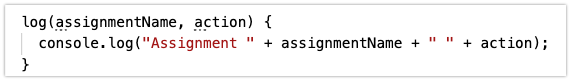 log(assignmentName, action) {
  console.log("Assignment " + assignmentName + " " + action);
}